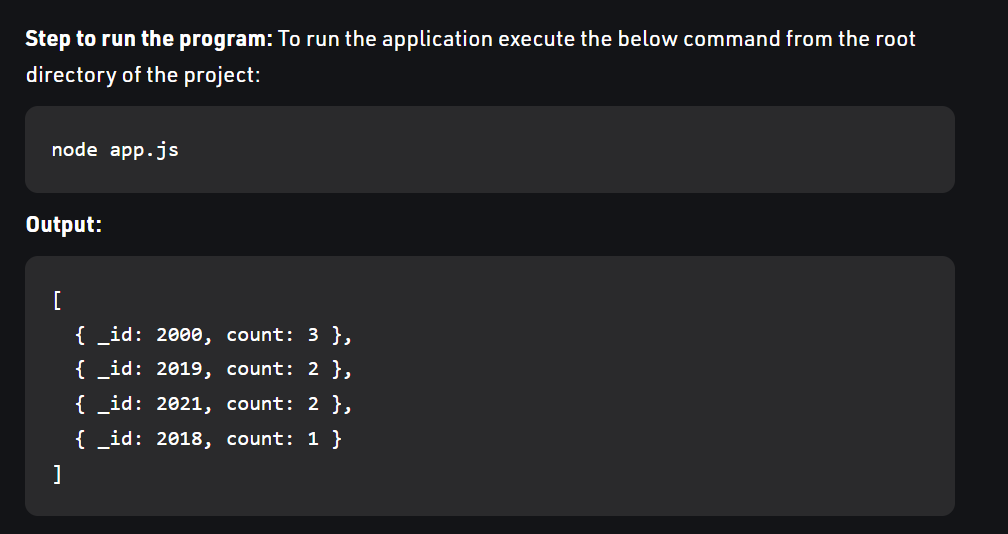 Step to run the program: To run the application execute the below command from the root
directory of the project:
node app.js
Output:
[
  { _id: 2000, count: 3 },
  { _id: 2019, count: 2 },
  { _id: 2021, count: 2 },
  { _id: 2018, count: 1 }
]